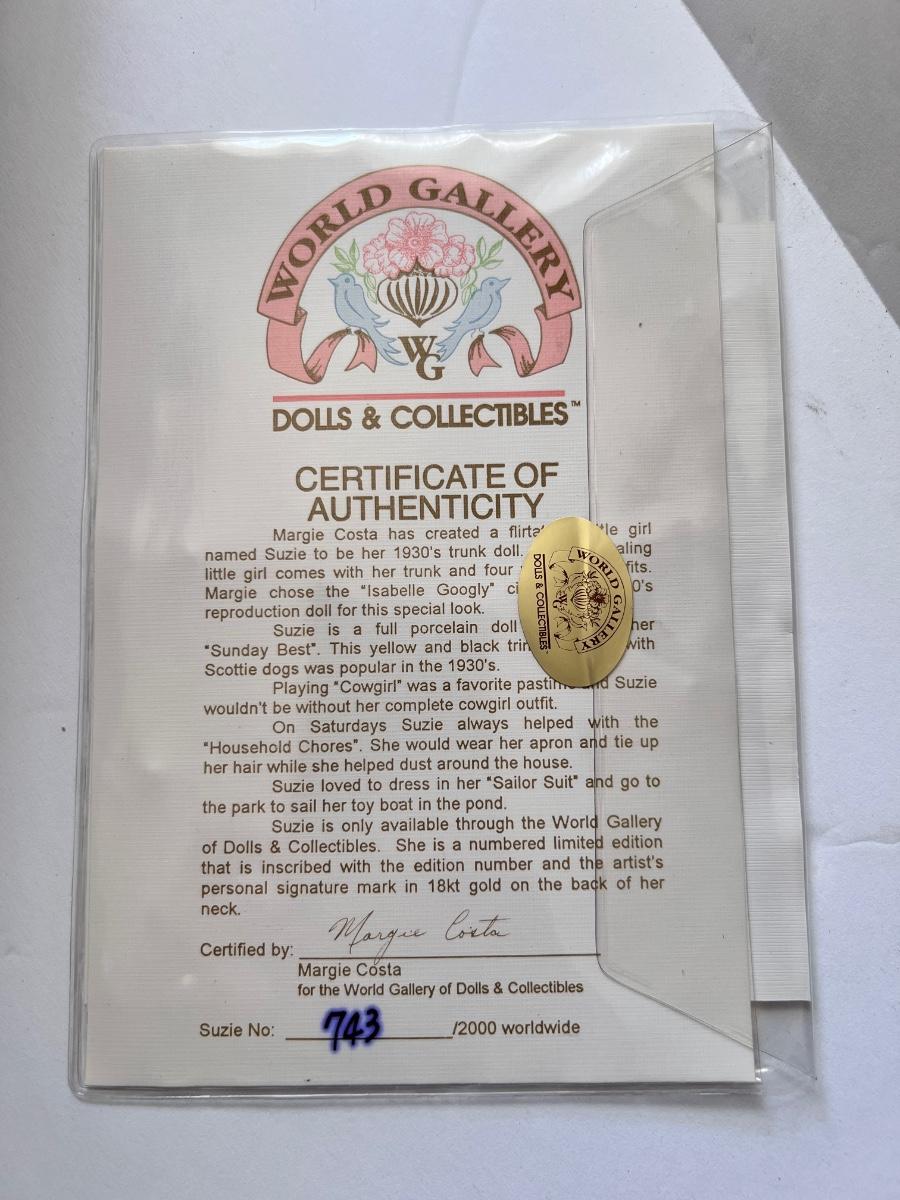 WORLD GALLERY
WG
DOLLS & COLLECTIBLES™
CERTIFICATE OF
AUTHENTICITY
Margie Costa has created a girl
named Suzie to be her 1930's trunk doll.
little girl comes with her trunk and four
Margie chose the "Isabelle Googly"
reproduction doll for this special look.
Suzie is a full porcelain doll her
"Sunday Best". This yellow and black with
Scottie dogs was popular in the 1930's.
Playing "Cowgirl" was a favorite Suzie
wouldn't be without her complete cowgirl outfit.
On Saturdays Suzie always helped with the
"Household Chores". She would wear her apron and tie up
her hair while she helped dust around the house.
Suzie loved to dress in her "Sailor Suit" and go to
the park to sail her toy boat in the pond.
Suzie is only available through the World Gallery
of Dolls & Collectibles. She is a numbered limited edition
that is inscribed with the edition number and the artist's
personal signature mark in 18kt gold on the back of her
neck.
Certified by: Margie Costa
Margie Costa
for the World Gallery of Dolls & Collectibles
Suzie No: 743 /2000 worldwide
WORLD GALLERY
WG
DOLLS & COLLECTIBLES™